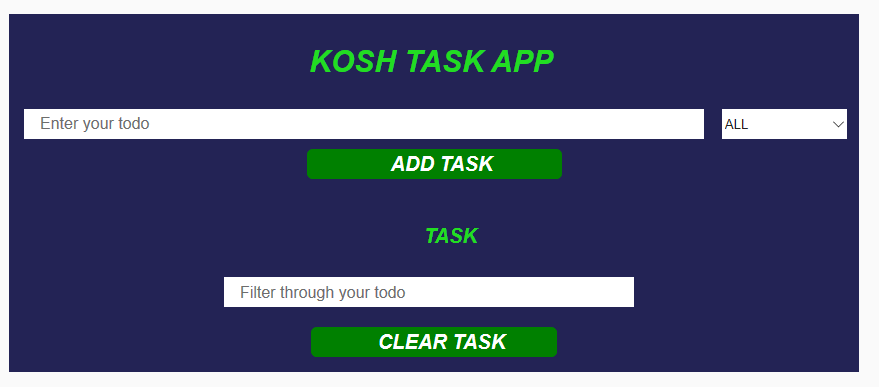 KOSH TASK APP
Enter your todo
ALL
ADD TASK
TASK
Filter through your todo
CLEAR TASK